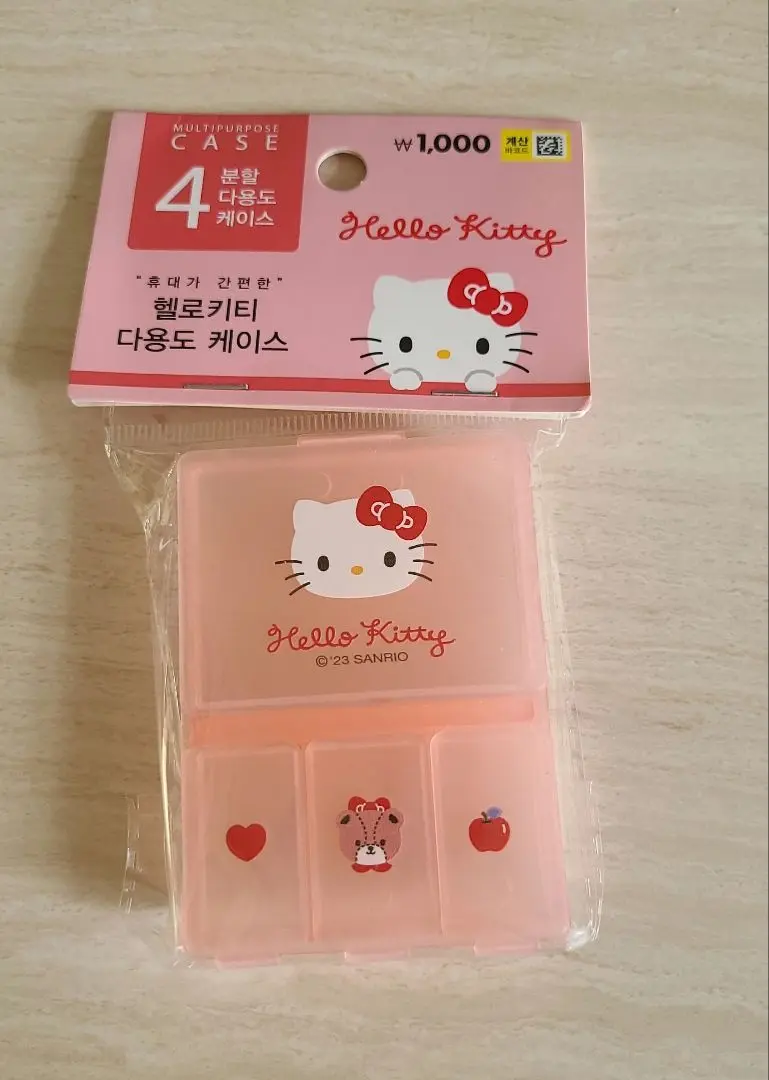 MULTIPURPOSE
CASE
4 분할
다용도
케이스
₩1,000
계산
바코드
Hello Kitty
"휴대가 간편한"
헬로키티
다용도 케이스
Hello Kitty
©'23 SANRIO